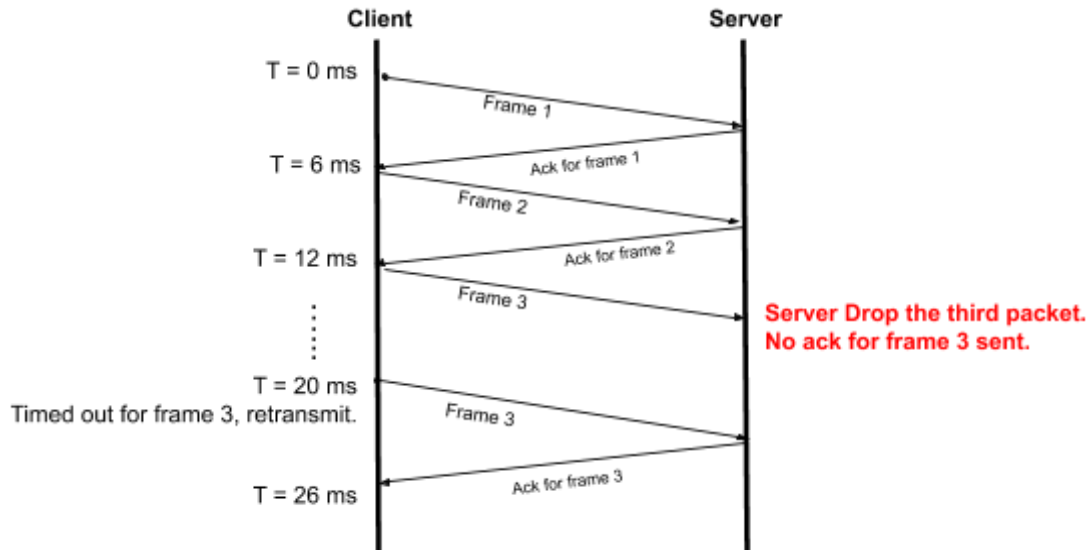 Client
Server
T = 0 ms
Frame 1
Ack for frame 1
T = 6 ms
Frame 2
Ack for frame 2
T = 12 ms
Frame 3
Server Drop the third packet.
No ack for frame 3 sent.
T = 20 ms
Timed out for frame 3, retransmit.
Frame 3
Ack for frame 3
T = 26 ms